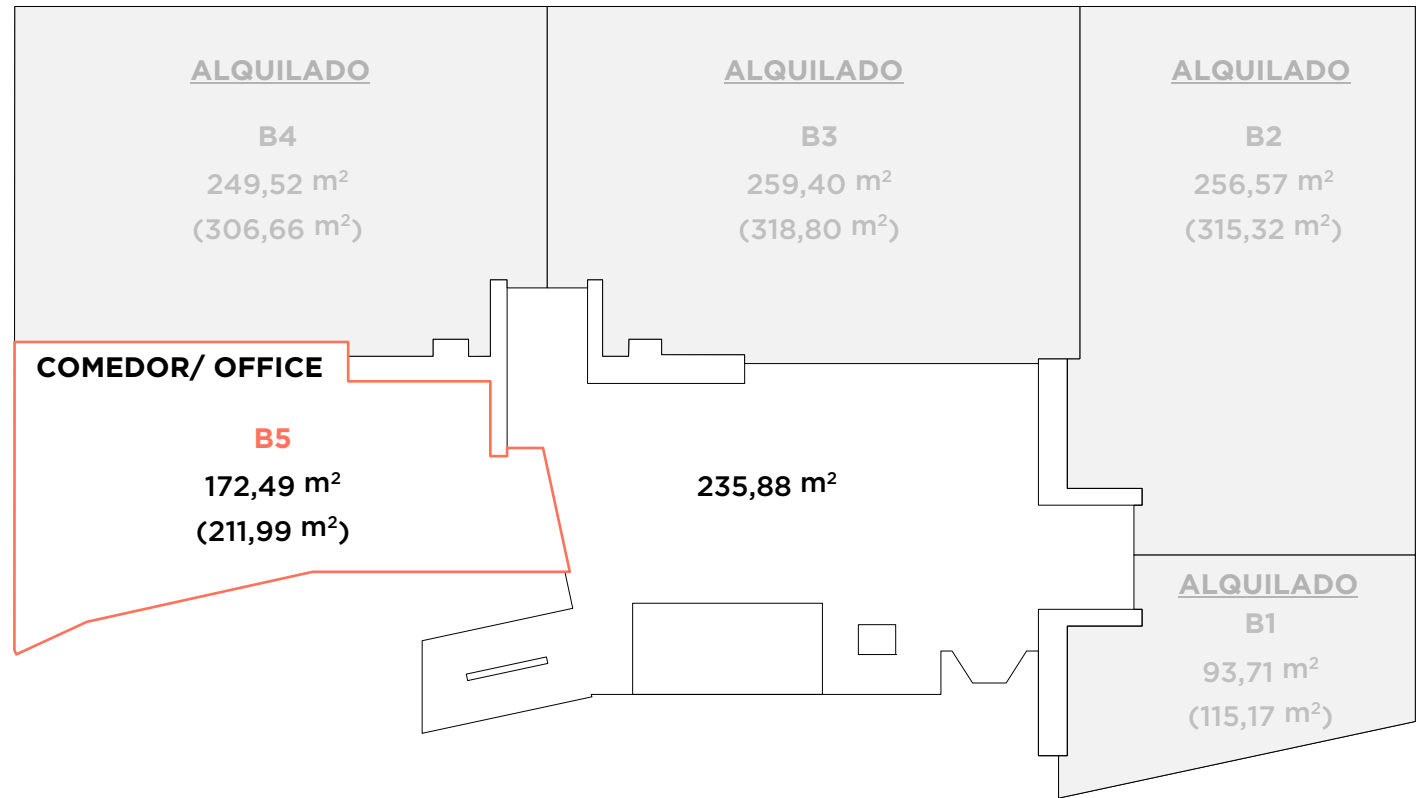 ALQUILADO
B4
249,52 m²
(306,66 m²)
ALQUILADO
B3
259,40 m²
(318,80 m²)
ALQUILADO
B2
256,57 m²
(315,32 m²)
COMEDOR/ OFFICE
B5
172,49 m²
(211,99 m²)
235,88 m²
ALQUILADO
B1
93,71 m²
(115,17 m²)